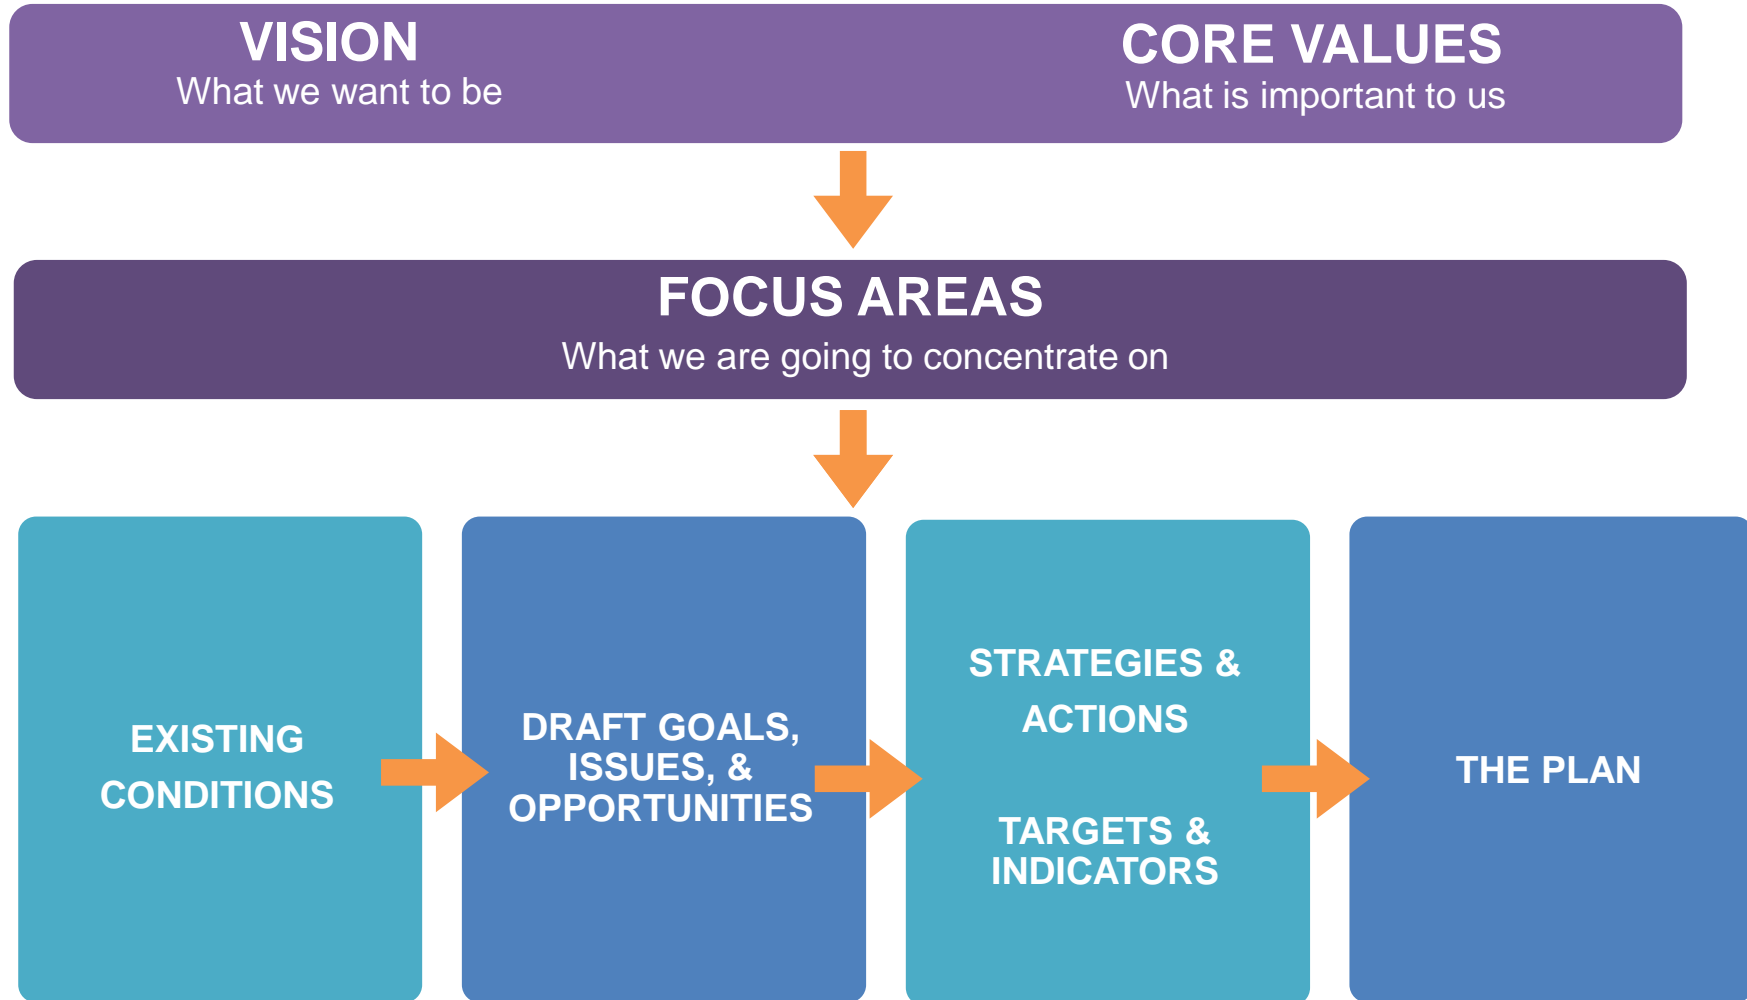 VISION
What we want to be
CORE VALUES
What is important to us
FOCUS AREAS
What we are going to concentrate on
EXISTING
CONDITIONS
DRAFT GOALS,
ISSUES, &
OPPORTUNITIES
STRATEGIES &
ACTIONS
TARGETS &
INDICATORS
THE PLAN